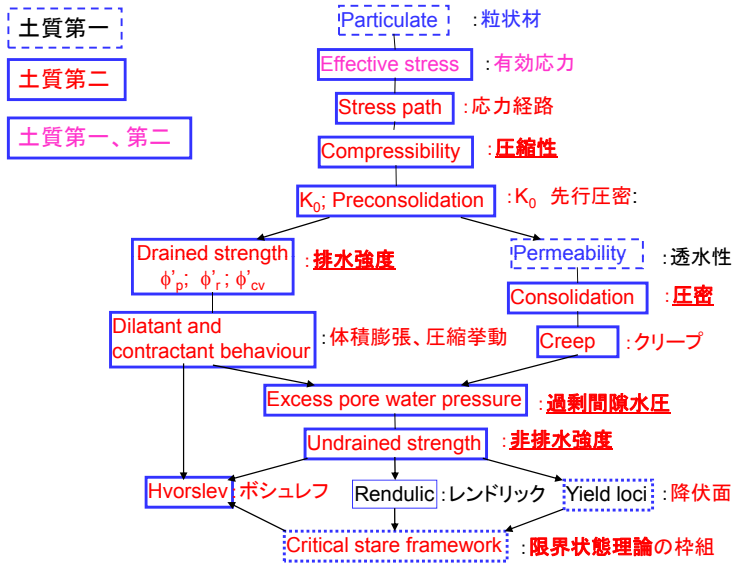 土質第一
土質第二
土質第一、第二
Particulate :粒状材
Effective stress :有効応力
Stress path :応力経路
Compressibility :圧縮性
K₀; Preconsolidation :K₀ 先行圧密:
Drained strength
ϕ'p; ϕ'r ; ϕ'cv
:排水強度
Permeability :透水性
Consolidation :圧密
Dilatant and
contractant behaviour
:体積膨張、圧縮挙動
Creep :クリープ
Excess pore water pressure :過剰間隙水圧
Undrained strength :非排水強度
Hvorslev :ボシュレフ
Rendulic :レンドリック
Yield loci :降伏面
Critical stare framework :限界状態理論の枠組